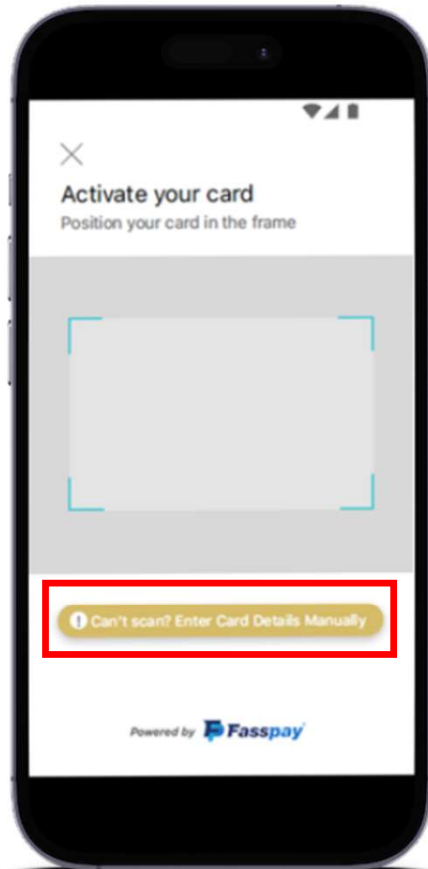 Activate your card
Position your card in the frame
Can't scan? Enter Card Details Manually
Powered by Fasspay